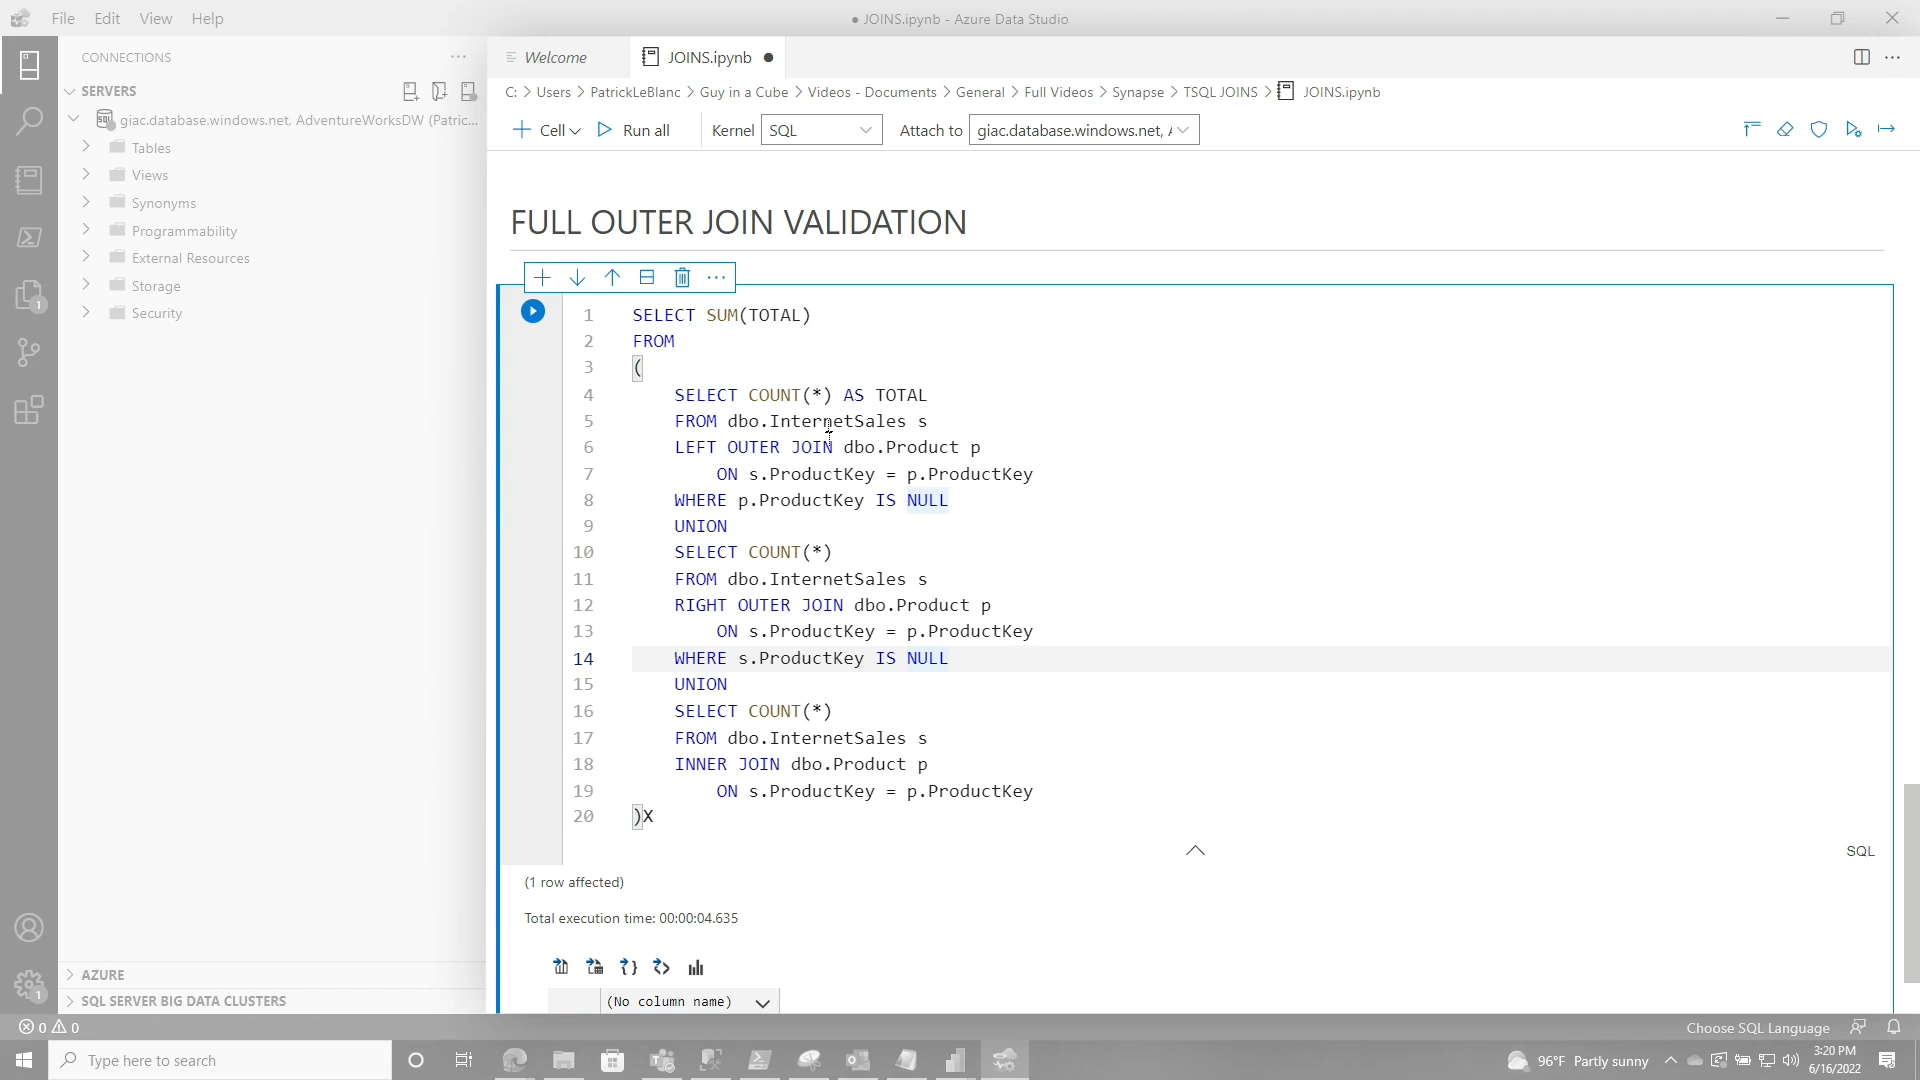 File Edit View Help
● JOINS.ipynb - Azure Data Studio
CONNECTIONS
Welcome
JOINS.ipynb
SERVERS
C: > Users > PatrickLeBlanc > Guy in a Cube > Videos - Documents > General > Full Videos > Synapse > TSQL JOINS > JOINS.ipynb
giac.database.windows.net, AdventureWorksDW (Patric...
Cell Run all Kernel SQL Attach to giac.database.windows.net, A
Tables
Views
Synonyms
Programmability
External Resources
Storage
Security
FULL OUTER JOIN VALIDATION
1 SELECT SUM(TOTAL)
2 FROM
3 (
4 SELECT COUNT(*) AS TOTAL
5 FROM dbo.InternetSales s
6 LEFT OUTER JOIN dbo.Product p
7 ON s.ProductKey = p.ProductKey
8 WHERE p.ProductKey IS NULL
9 UNION
10 SELECT COUNT(*)
11 FROM dbo.InternetSales s
12 RIGHT OUTER JOIN dbo.Product p
13 ON s.ProductKey = p.ProductKey
14 WHERE s.ProductKey IS NULL
15 UNION
16 SELECT COUNT(*)
17 FROM dbo.InternetSales s
18 INNER JOIN dbo.Product p
19 ON s.ProductKey = p.ProductKey
20 )X
SQL
(1 row affected)
Total execution time: 00:00:04.635
(No column name)
1
1
AZURE
SQL SERVER BIG DATA CLUSTERS
0 0
Choose SQL Language
Type here to search
96°F Partly sunny
3:20 PM
6/16/2022